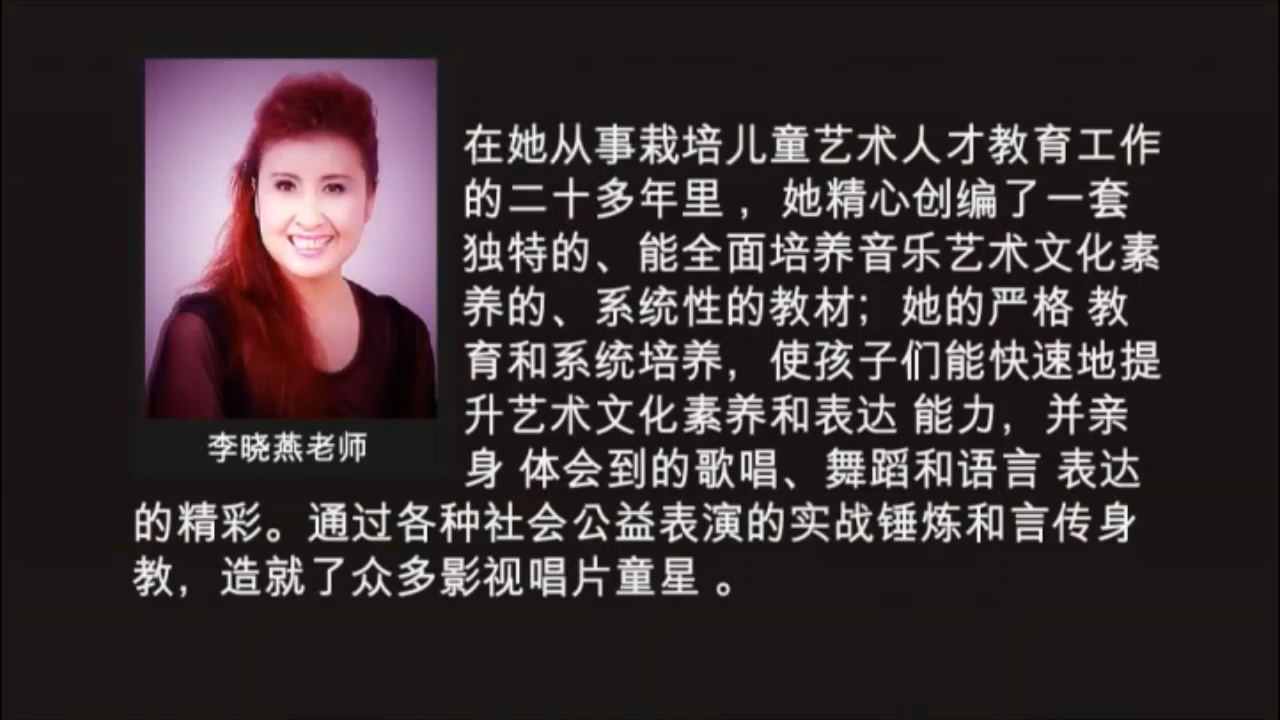 在她从事栽培儿童艺术人才教育工作
的二十多年里，她精心创编了一套
独特的、能全面培养音乐艺术文化素
养的、系统性的教材；她的严格 教
育和系统培养，使孩子们能快速地提
升艺术文化素养和表达 能力，并亲
身 体会到的歌唱、舞蹈和语言 表达
的精彩。通过各种社会公益表演的实战锤炼和言传身
教，造就了众多影视唱片童星 。
李晓燕老师